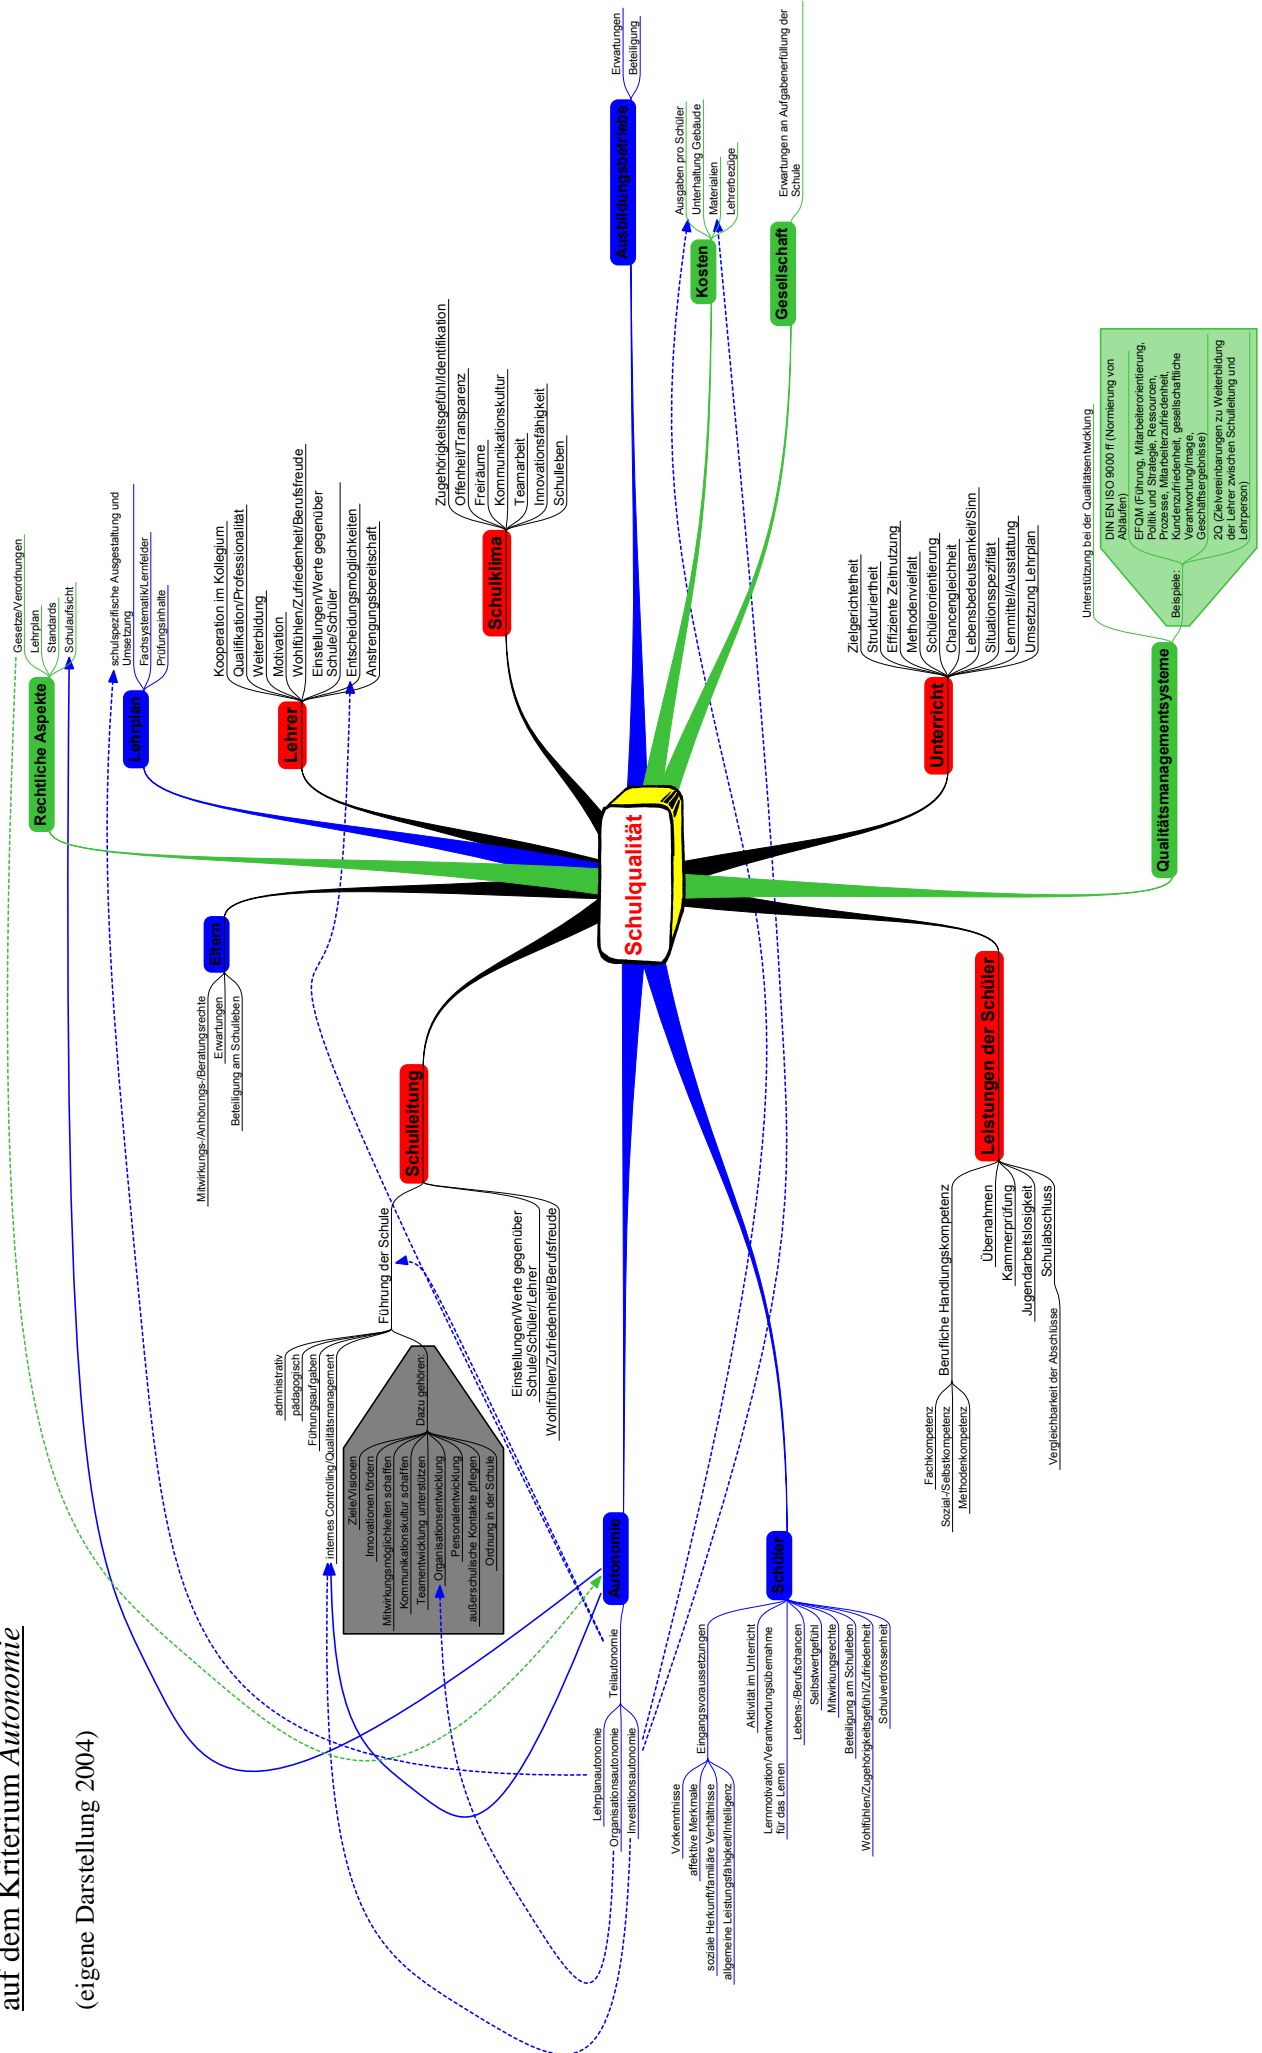 auf dem Kriterium Autonomie
(eigene Darstellung 2004)
Schulqualität
Rechtliche Aspekte
Gesetze/Verordnungen
Lehrplan
Standards
Schulaufsicht
Lehrplan
schulspezifische Ausgestaltung und
Umsetzung
Fachsystematik/Lernfelder
Prüfungsinhalte
Lehrer
Kooperation im Kollegium
Qualifikation/Professionalität
Weiterbildung
Motivation
Wohlfühlen/Zufriedenheit/Berufsfreude
Einstellungen/Werte gegenüber
Schule/Schüler
Entscheidungsmöglichkeiten
Anstrengungsbereitschaft
Schulklima
Zugehörigkeitsgefühl/Identifikation
Offenheit/Transparenz
Freiräume
Kommunikationskultur
Teamarbeit
Innovationsfähigkeit
Schulleben
Ausbildungsbetriebe
Erwartungen
Beteiligung
Kosten
Ausgaben pro Schüler
Unterhaltung Gebäude
Materialien
Lehrerbezüge
Gesellschaft
Erwartungen an Aufgabenerfüllung der
Schule
Unterricht
Zielgerichtetheit
Strukturiertheit
Effiziente Zeitnutzung
Methodenvielfalt
Schülerorientierung
Chancengleichheit
Lebensbedeutsamkeit/Sinn
Situationsspezifität
Lernmittel/Ausstattung
Umsetzung Lehrplan
Qualitätsmanagementsysteme
Unterstützung bei der Qualitätsentwicklung
Beispiele:
DIN EN ISO 9000 ff (Normierung von
Abläufen)
EFQM (Führung, Mitarbeiterorientierung,
Politik und Strategie, Ressourcen,
Prozesse, Mitarbeiterzufriedenheit,
Kundenzufriedenheit, gesellschaftliche
Verantwortung/Image,
Geschäftsergebnisse)
2Q (Zielvereinbarungen zu Weiterbildung
der Lehrer zwischen Schulleitung und
Lehrperson)
Eltern
Mitwirkungs-/Anhörungs-/Beratungsrechte
Erwartungen
Beteiligung am Schulleben
Schulleitung
Führung der Schule
administrativ
pädagogisch
Führungsaufgaben
internes Controlling/Qualitätsmanagement
Dazu gehören:
Ziele/Visionen
Innovationen fördern
Mitwirkungsmöglichkeiten schaffen
Kommunikationskultur schaffen
Teamentwicklung unterstützen
Organisationsentwicklung
Personalentwicklung
außerschulische Kontakte pflegen
Ordnung in der Schule
Einstellungen/Werte gegenüber
Schule/Schüler/Lehrer
Wohlfühlen/Zufriedenheit/Berufsfreude
Autonomie
Teilautonomie
Lehrplanautonomie
Organisationsautonomie
Investitionsautonomie
Schüler
Eingangsvoraussetzungen
Vorkenntnisse
affektive Merkmale
soziale Herkunft/familiäre Verhältnisse
allgemeine Leistungsfähigkeit/Intelligenz
Aktivität im Unterricht
Lernmotivation/Verantwortungsübernahme
für das Lernen
Lebens-/Berufschancen
Selbstwertgefühl
Mitwirkungsrechte
Beteiligung am Schulleben
Wohlfühlen/Zugehörigkeitsgefühl/Zufriedenheit
Schulverdrossenheit
Leistungen der Schüler
Berufliche Handlungskompetenz
Fachkompetenz
Sozial-/Selbstkompetenz
Methodenkompetenz
Übernahmen
Kammerprüfung
Jugendarbeitslosigkeit
Schulabschluss
Vergleichbarkeit der Abschlüsse